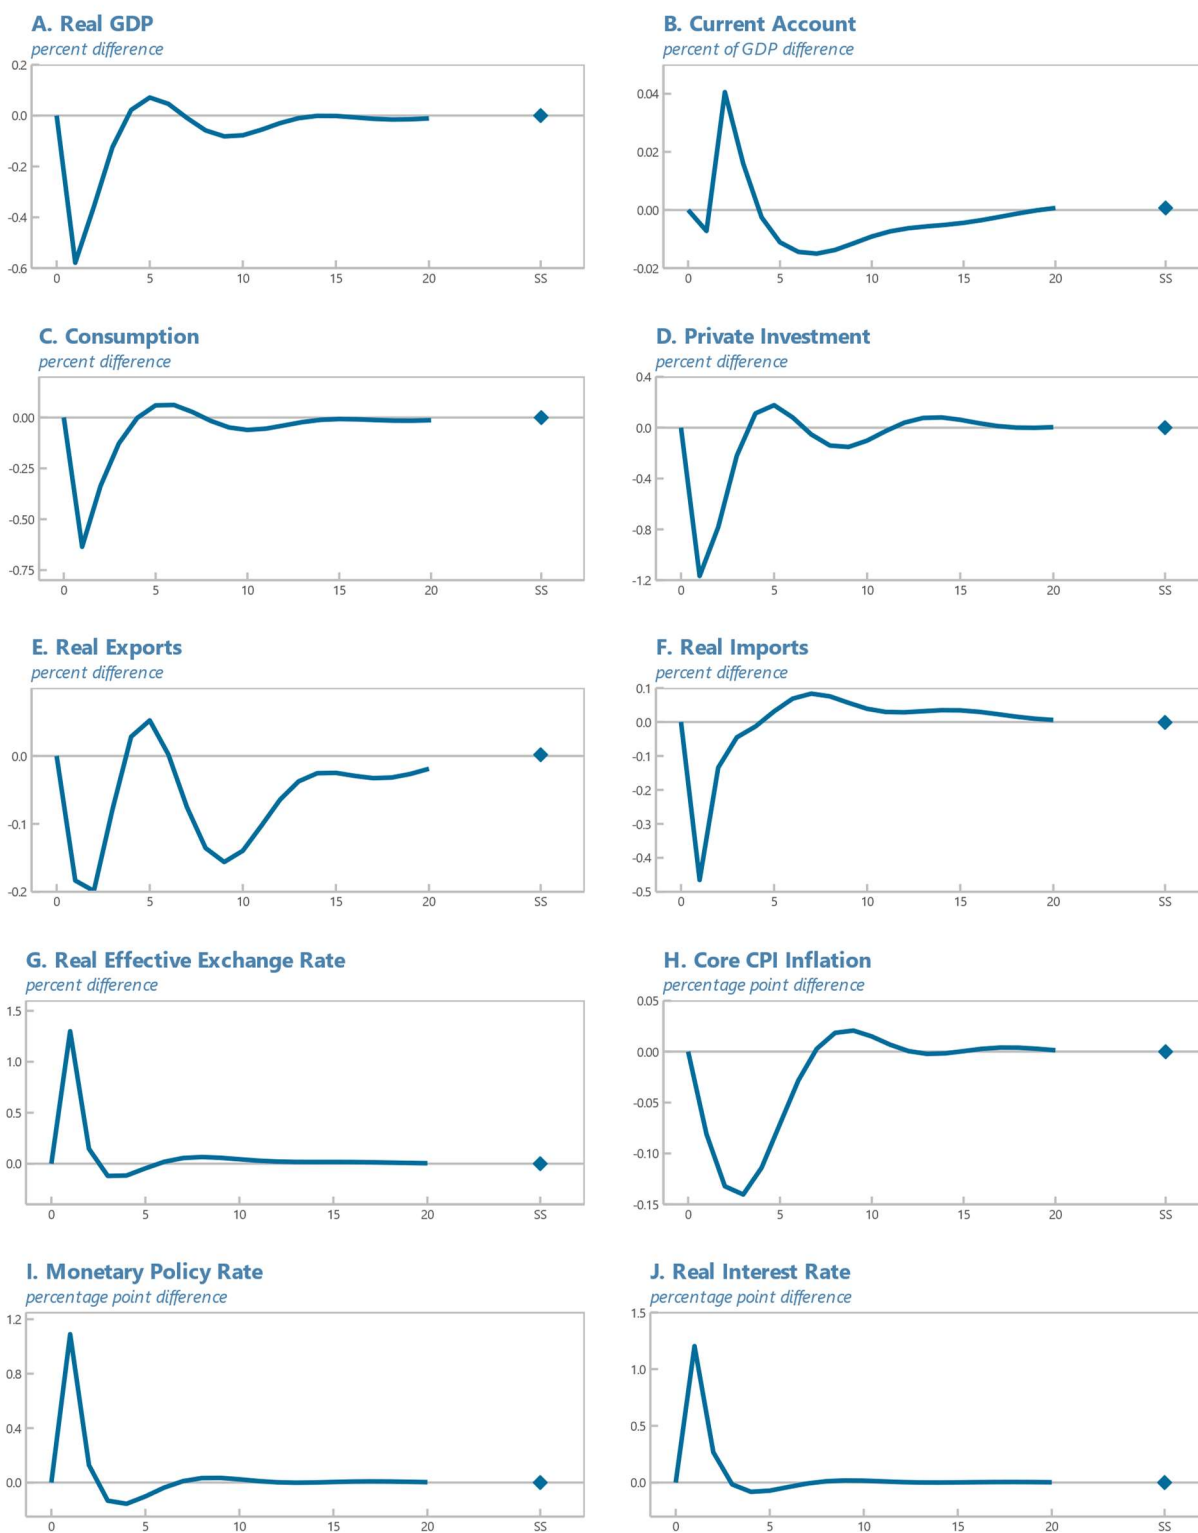 A. Real GDP
percent difference
0.2
0.0
-0.2
-0.4
-0.6
0 5 10 15 20 SS
B. Current Account
percent of GDP difference
0.04
0.02
0.00
-0.02
0 5 10 15 20 SS
C. Consumption
percent difference
0.00
-0.25
-0.50
-0.75
0 5 10 15 20 SS
D. Private Investment
percent difference
0.4
0.0
-0.4
-0.8
-1.2
0 5 10 15 20 SS
E. Real Exports
percent difference
0.0
-0.1
-0.2
0 5 10 15 20 SS
F. Real Imports
percent difference
0.1
0.0
-0.1
-0.2
-0.3
-0.4
-0.5
0 5 10 15 20 SS
G. Real Effective Exchange Rate
percent difference
1.5
1.0
0.5
0.0
0 5 10 15 20 SS
H. Core CPI Inflation
percentage point difference
0.05
0.00
-0.05
-0.10
-0.15
0 5 10 15 20 SS
I. Monetary Policy Rate
percentage point difference
1.2
0.8
0.4
0.0
0 5 10 15 20 SS
J. Real Interest Rate
percentage point difference
1.5
1.0
0.5
0.0
0 5 10 15 20 SS